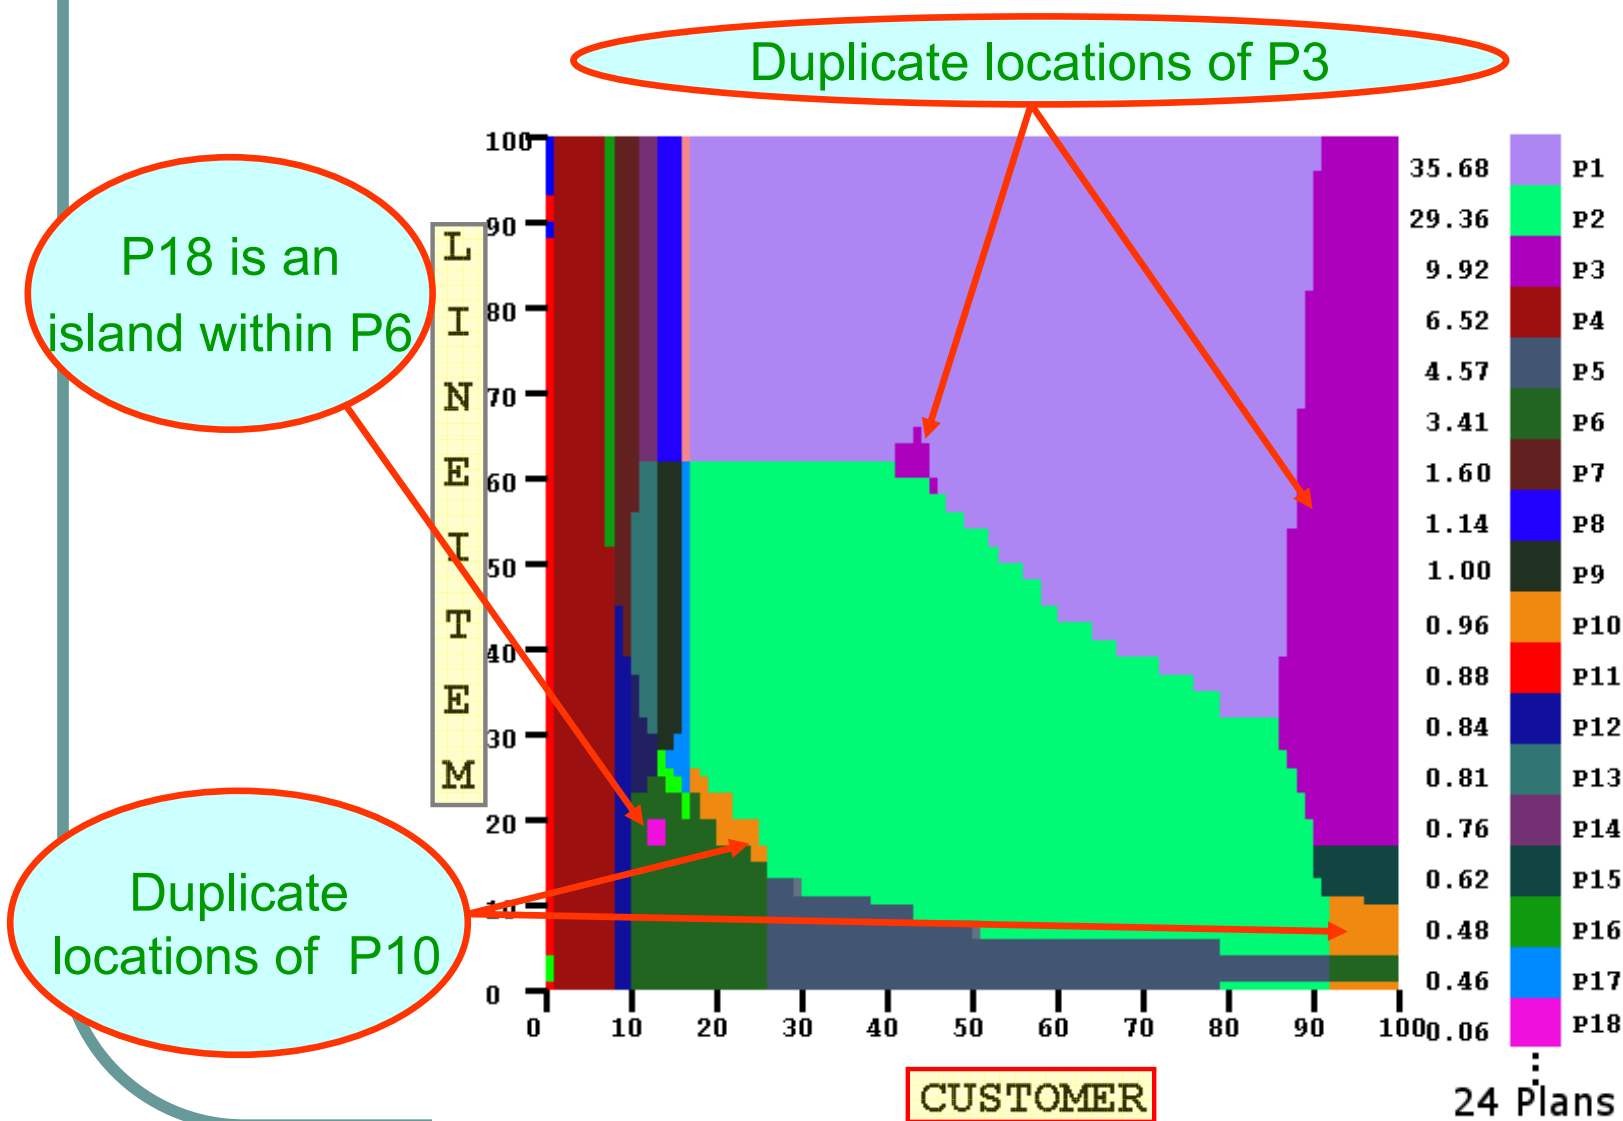 Duplicate locations of P3
P18 is an
island within P6
Duplicate
locations of P10
L
I
N
E
I
T
E
M
100
90
80
70
60
50
40
30
20
10
0
0 10 20 30 40 50 60 70 80 90 100
CUSTOMER
35.68 P1
29.36 P2
9.92 P3
6.52 P4
4.57 P5
3.41 P6
1.60 P7
1.14 P8
1.00 P9
0.96 P10
0.88 P11
0.84 P12
0.81 P13
0.76 P14
0.62 P15
0.48 P16
0.46 P17
0.06 P18
⋮
24 Plans